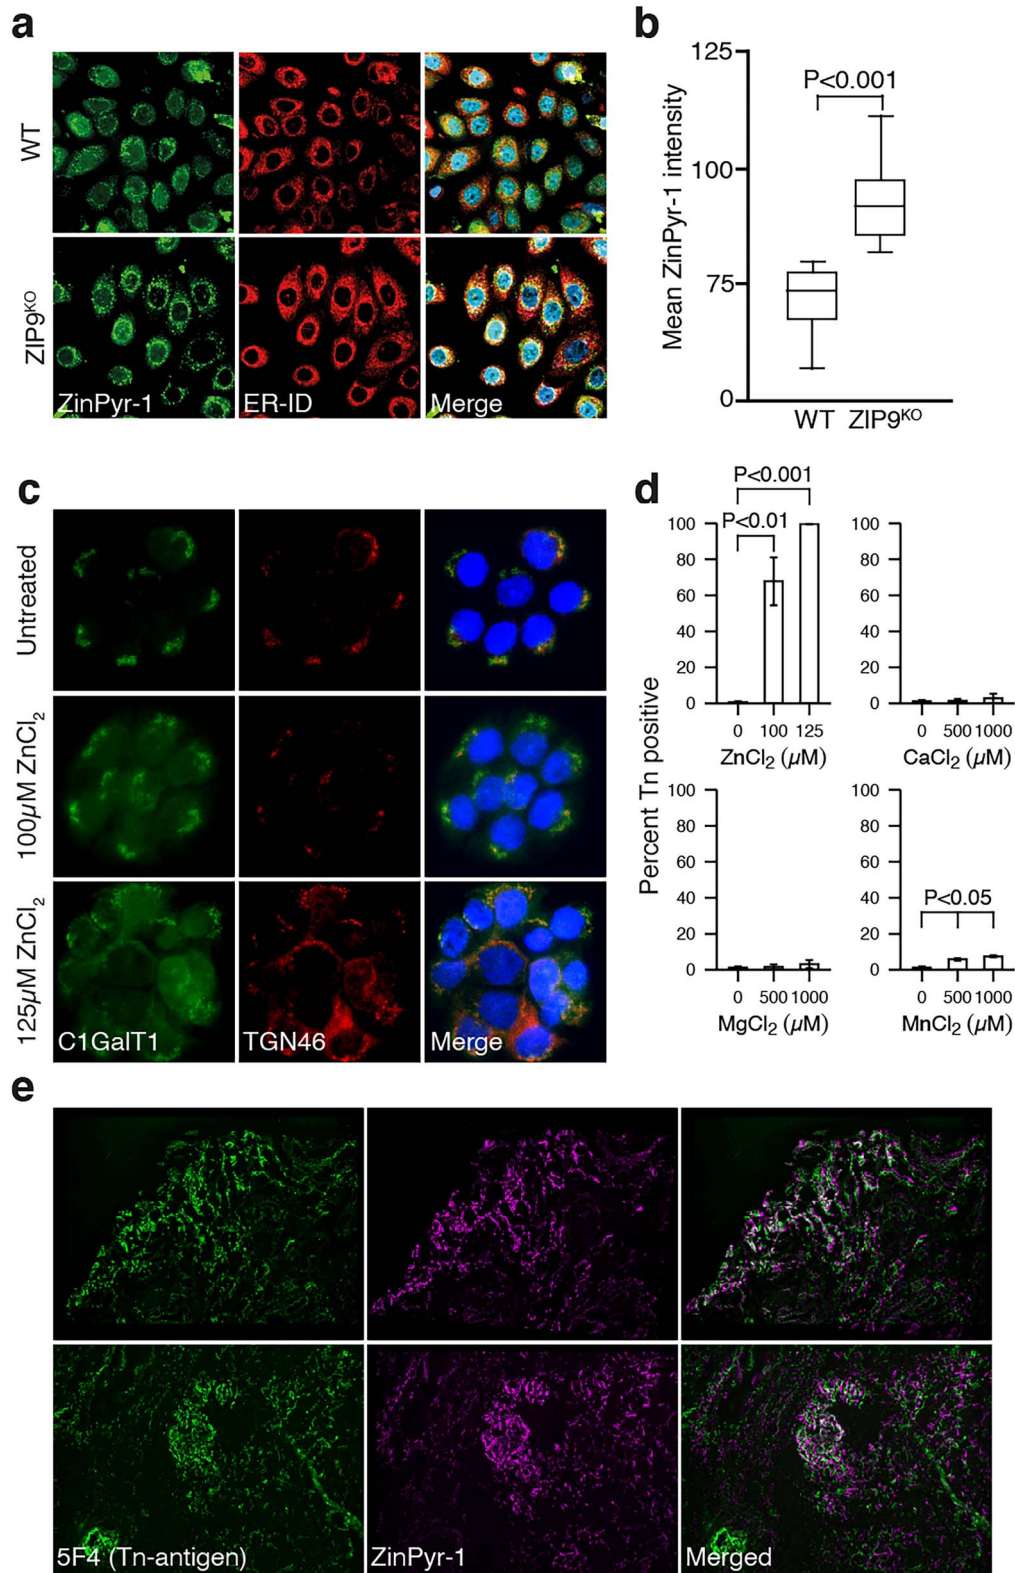 a
WT
ZIP9ᴷᴼ
ZinPyr-1
ER-ID
Merge
b
Mean ZinPyr-1 intensity
125
100
75
0
P<0.001
WT
ZIP9ᴷᴼ
c
Untreated
100µM ZnCl₂
125µM ZnCl₂
C1GalT1
TGN46
Merge
d
Percent Tn positive
P<0.001
P<0.01
100
80
60
40
20
0
0 100 125
ZnCl₂ (µM)
100
80
60
40
20
0
0 500 1000
CaCl₂ (µM)
100
80
60
40
20
0
0 500 1000
MgCl₂ (µM)
100
80
60
40
20
0
P<0.05
0 500 1000
MnCl₂ (µM)
e
5F4 (Tn-antigen)
ZinPyr-1
Merged